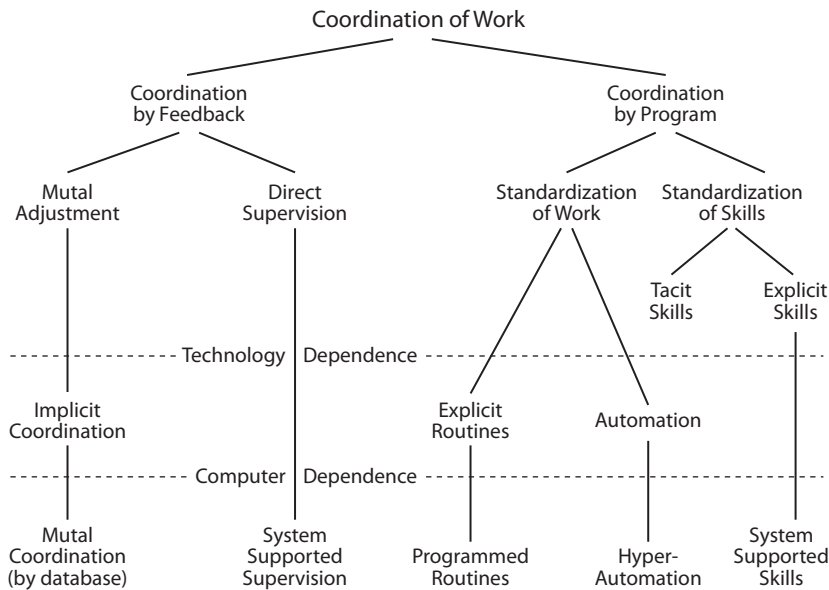 Coordination of Work
Coordination
by Feedback
Coordination
by Program
Mutal
Adjustment
Direct
Supervision
Standardization
of Work
Standardization
of Skills
Tacit
Skills
Explicit
Skills
Technology Dependence
Implicit
Coordination
Explicit
Routines
Automation
Computer Dependence
Mutal
Coordination
(by database)
System
Supported
Supervision
Programmed
Routines
Hyper-
Automation
System
Supported
Skills